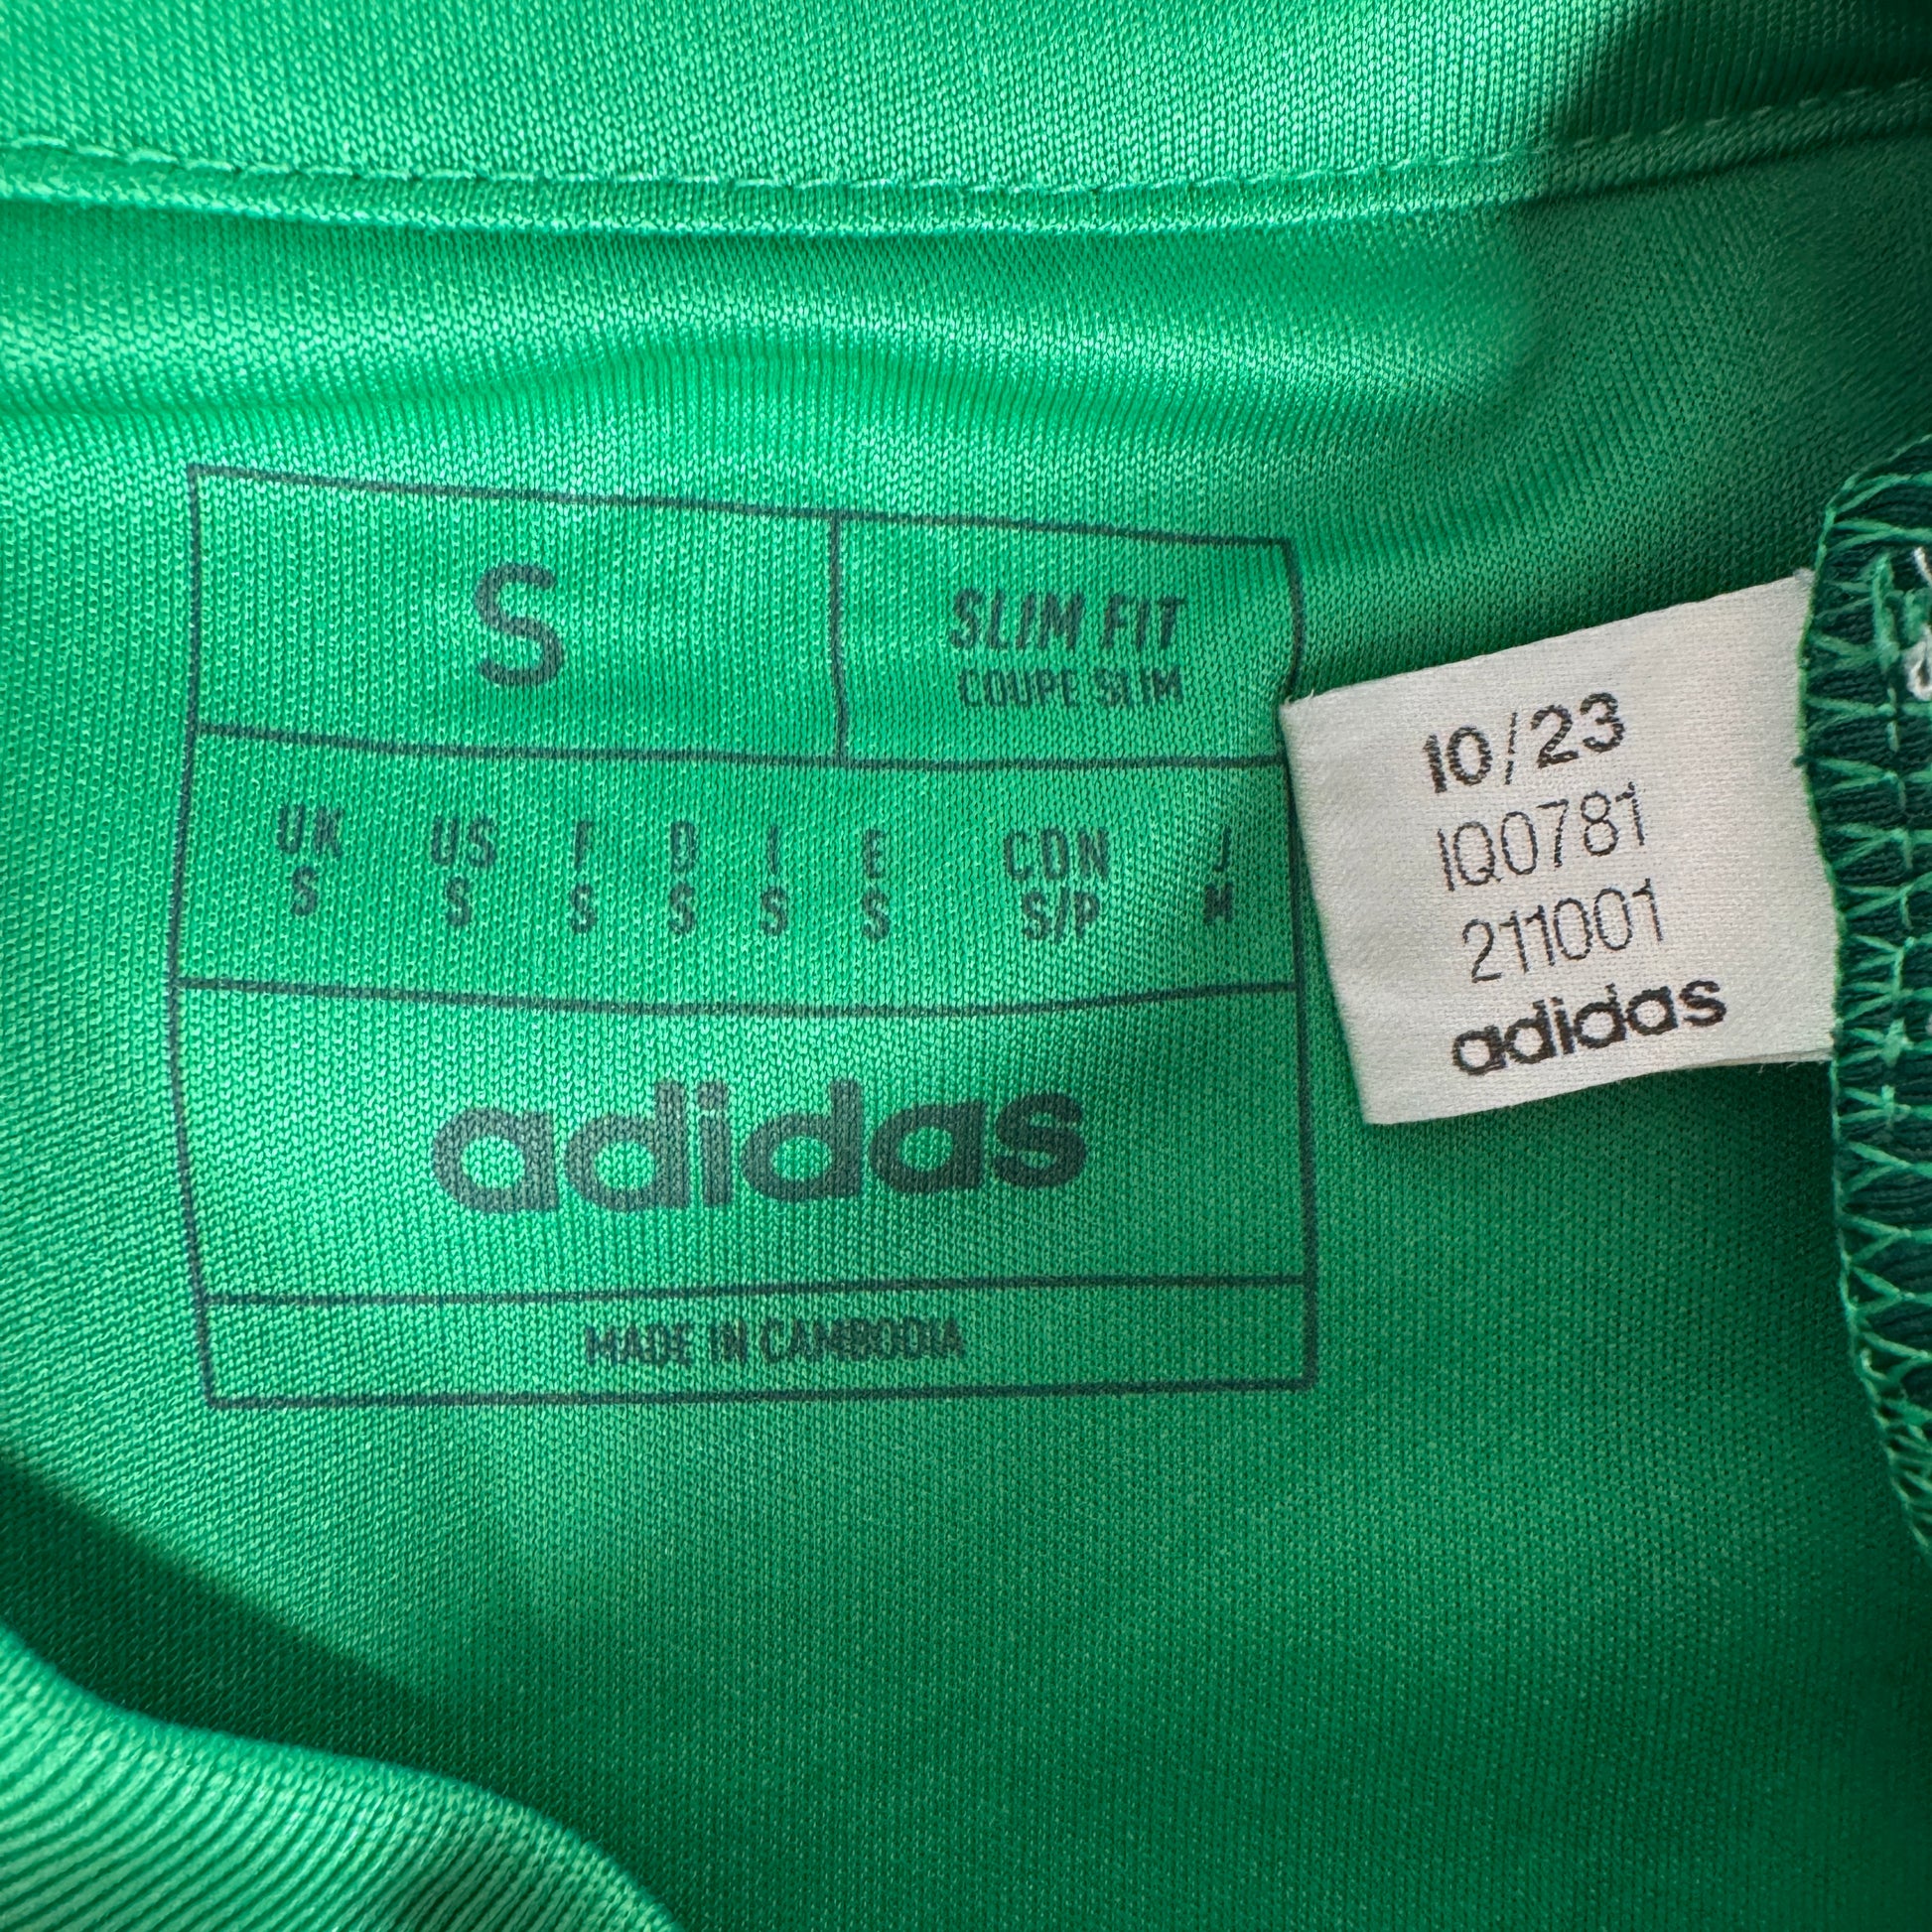 S
SLIM FIT
COUPE SLIM
UK US F D I E CDN J
S S S S S S S/P M
adidas
MADE IN CAMBODIA
10/23
IQ0781
211001
adidas